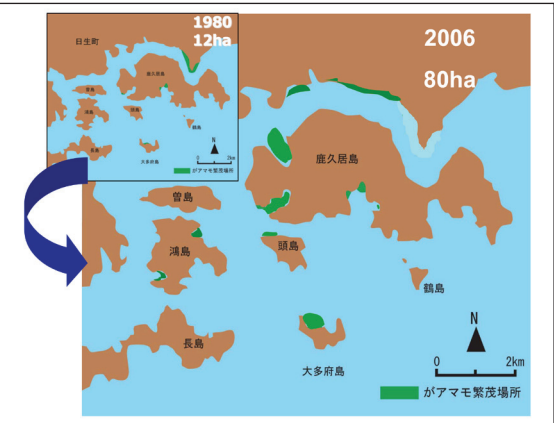 1980
12ha
日生町
鹿久居島
曽島
鴻島
頭島
鶴島
長島
大多府島
N
0 2km
がアマモ繁茂場所
2006
80ha
鹿久居島
曽島
鴻島
頭島
鶴島
長島
大多府島
N
0 2km
がアマモ繁茂場所